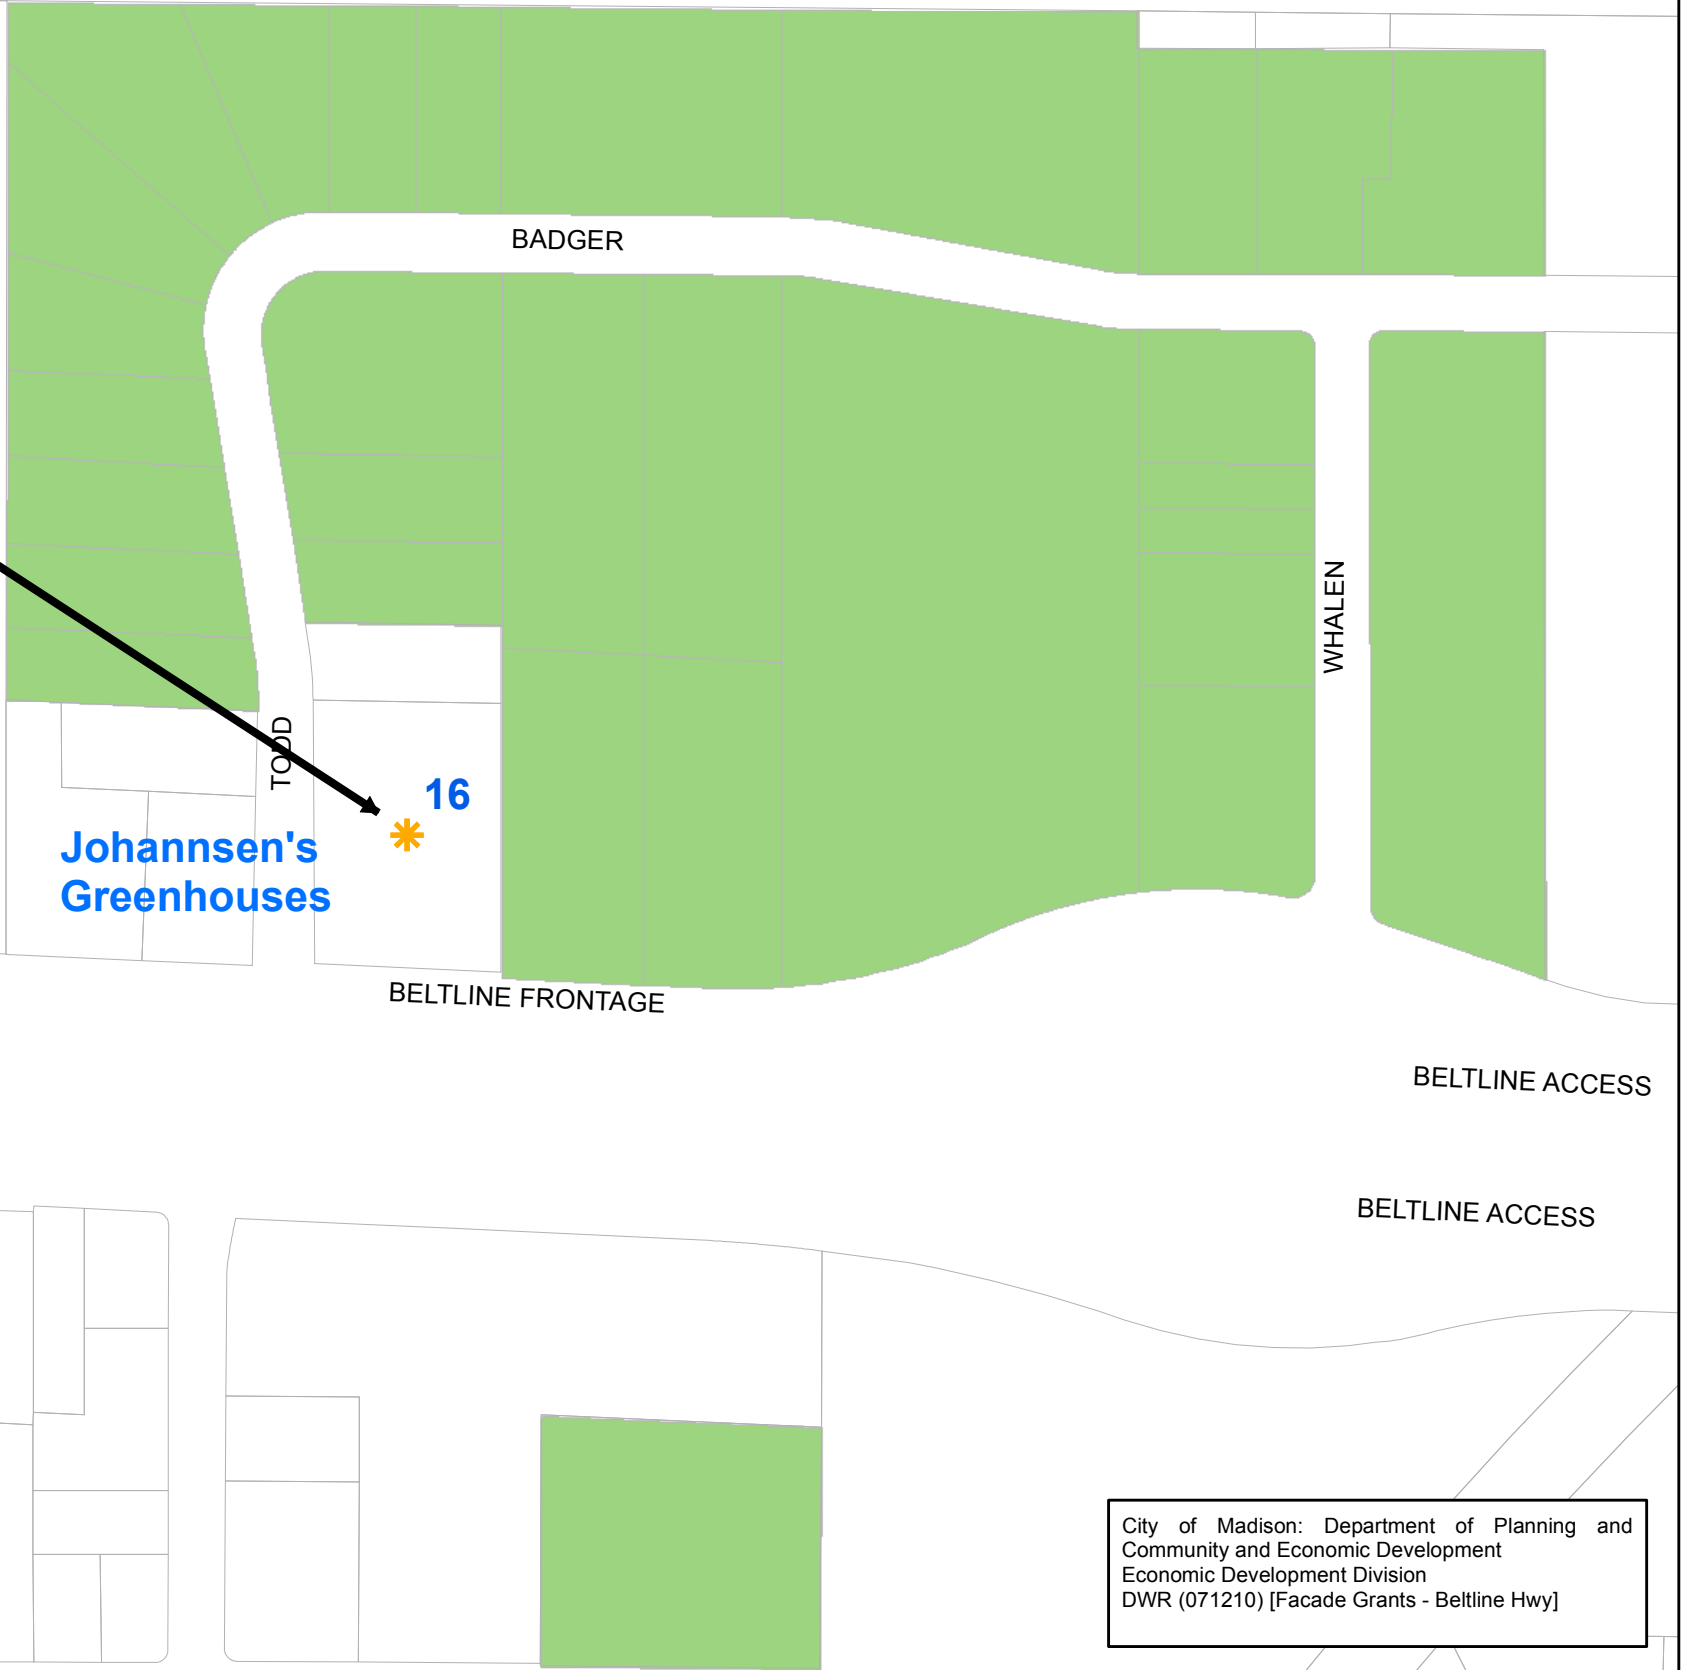 BADGER
WHALEN
TODD
16
Johannsen's
Greenhouses
BELTLINE FRONTAGE
BELTLINE ACCESS
BELTLINE ACCESS
City of Madison: Department of Planning and
Community and Economic Development
Economic Development Division
DWR (071210) [Facade Grants - Beltline Hwy]